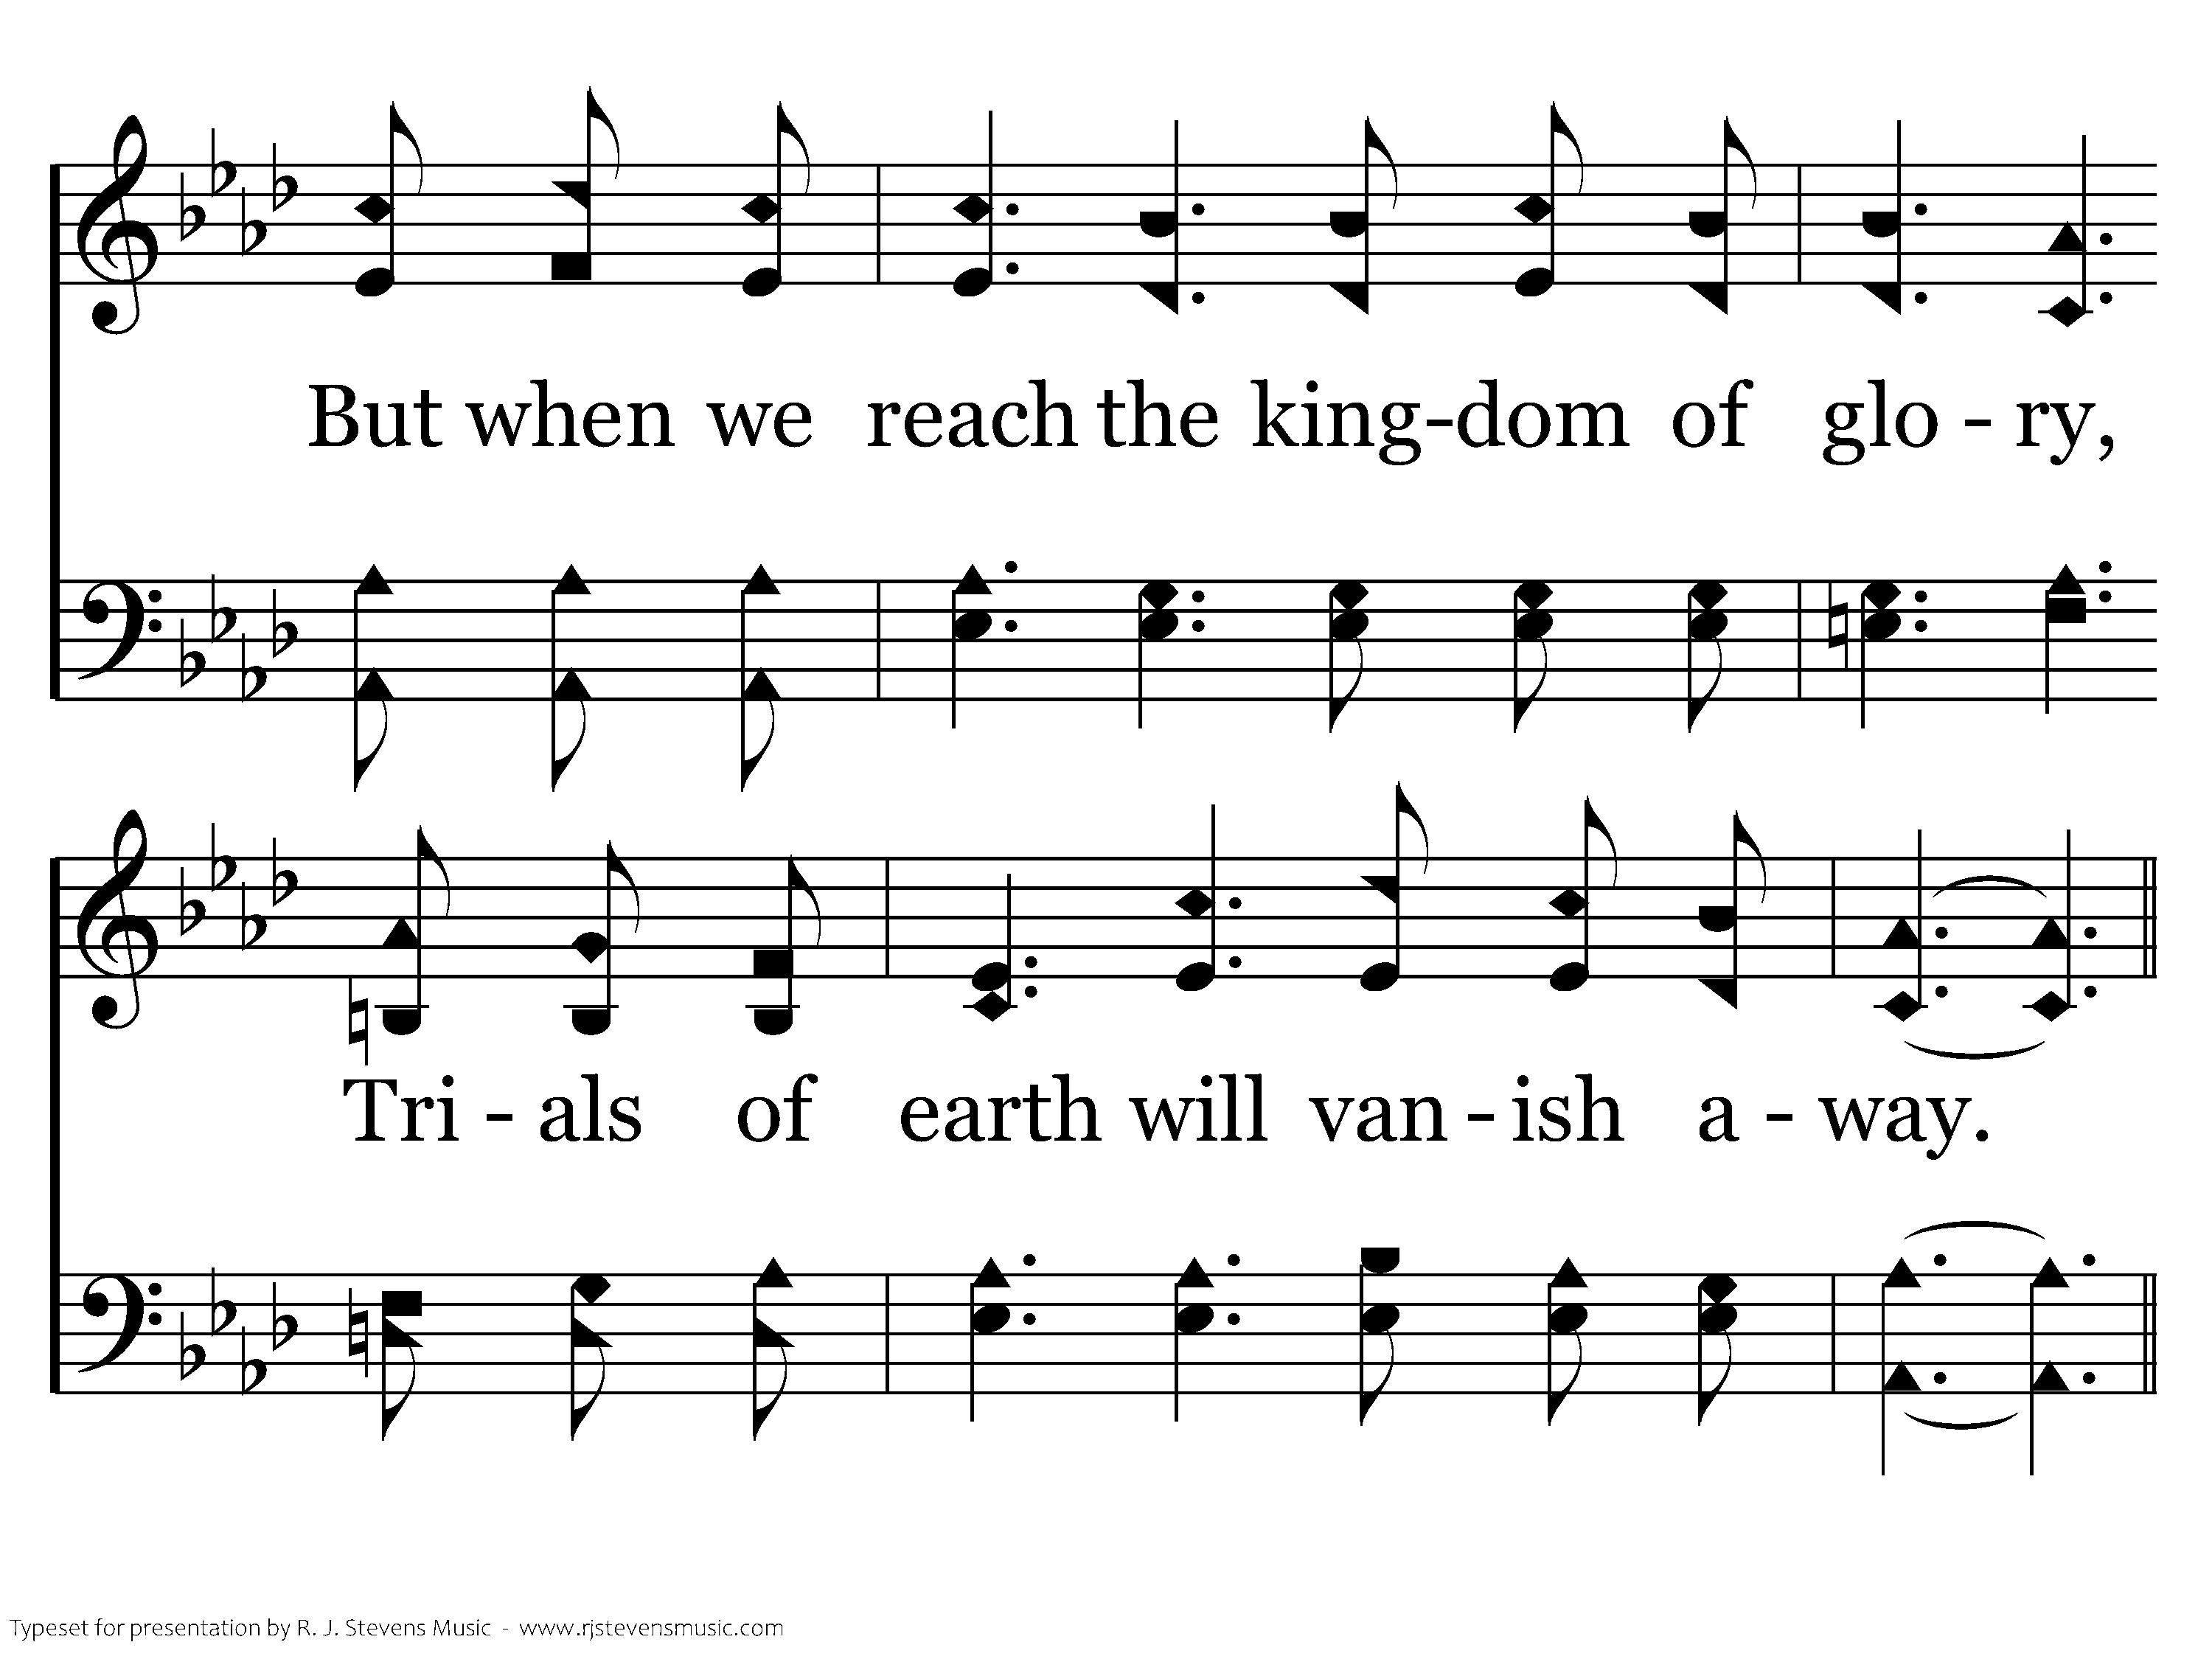 But when we reach the king-dom of glo - ry,
Tri - als of earth will van - ish a - way.
Typeset for presentation by R. J. Stevens Music - www.rjstevensmusic.com